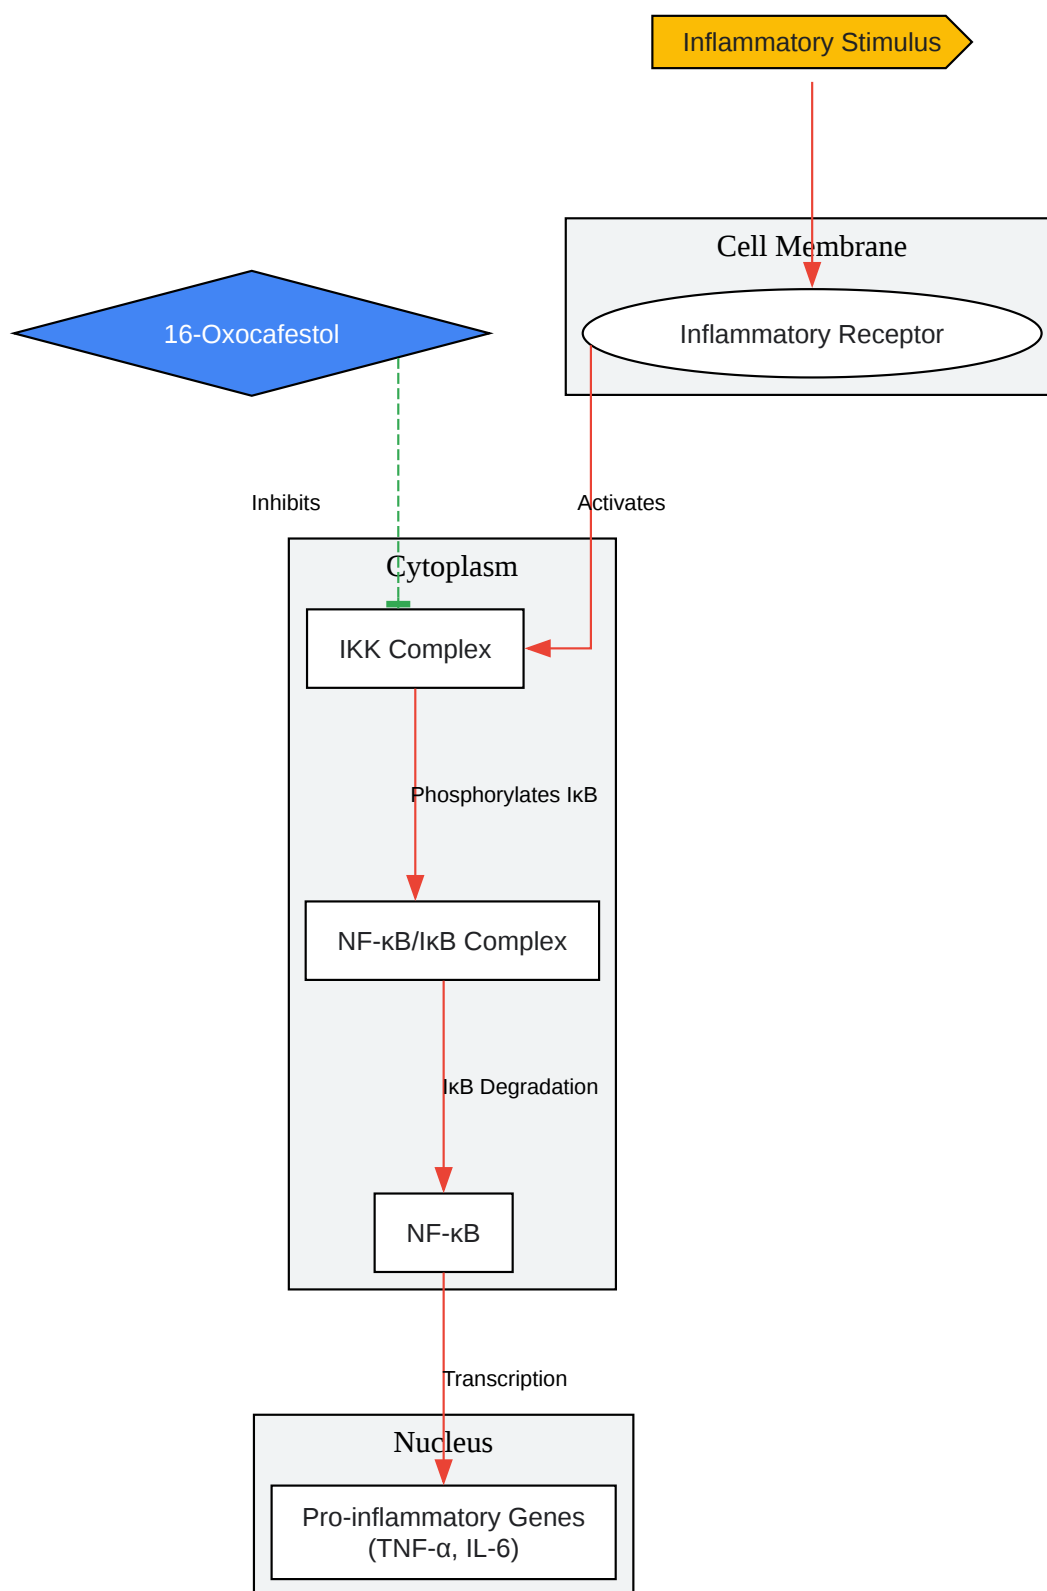 Inflammatory Stimulus
Cell Membrane
16-Oxocafestol
Inflammatory Receptor
Inhibits
Activates
Cytoplasm
IKK Complex
Phosphorylates IκB
NF-κB/IκB Complex
IκB Degradation
NF-κB
Transcription
Nucleus
Pro-inflammatory Genes
(TNF-α, IL-6)